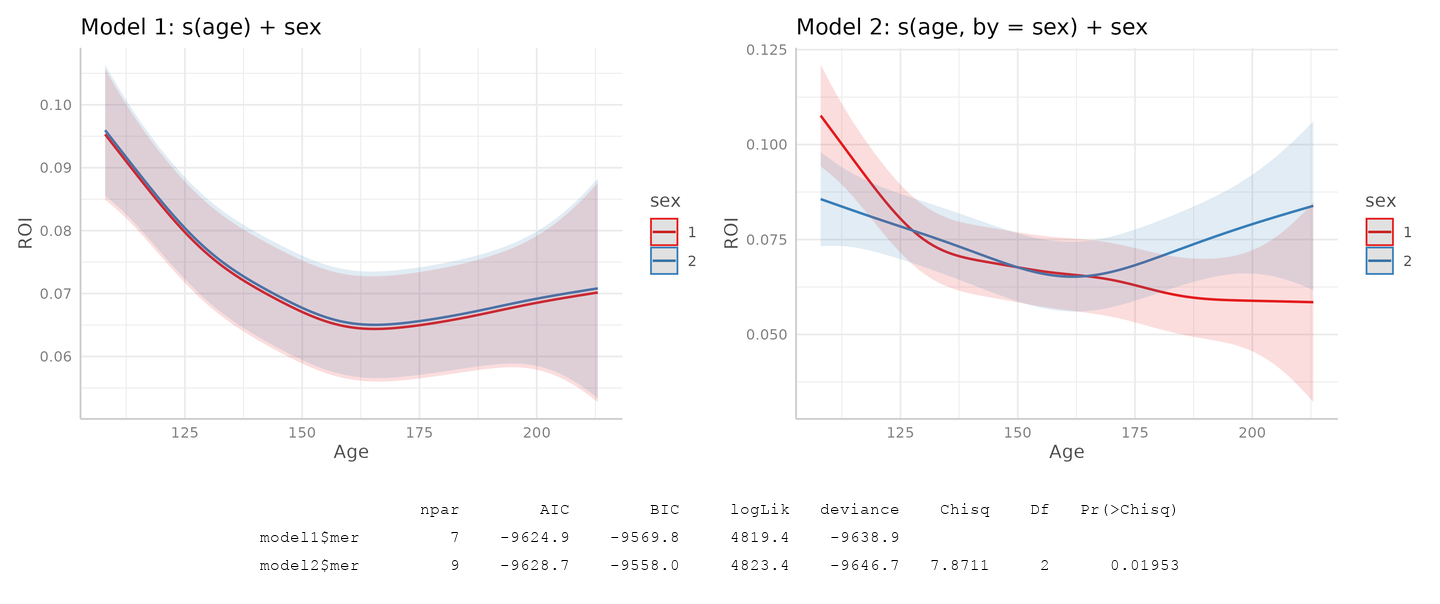 Model 1: s(age) + sex
0.10
0.09
0.08
0.07
0.06
ROI
125 150 175 200
Age
sex
1
2
Model 2: s(age, by = sex) + sex
0.125
0.100
0.075
0.050
ROI
125 150 175 200
Age
sex
1
2
npar AIC BIC logLik deviance Chisq Df Pr(>Chisq)
model1$mer 7 -9624.9 -9569.8 4819.4 -9638.9
model2$mer 9 -9628.7 -9558.0 4823.4 -9646.7 7.8711 2 0.01953